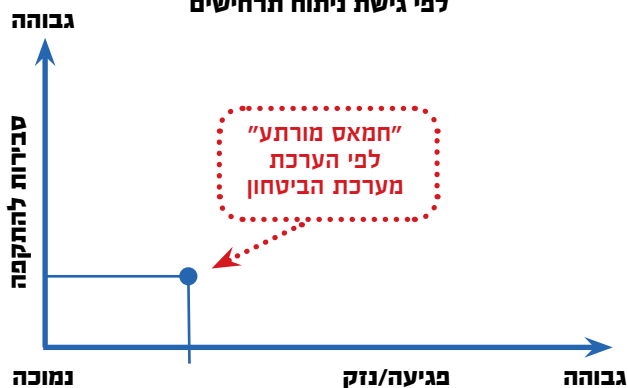 לפי גישת ניתוח תרחישים
גבוהה
סבירות להתקפה
"חמאס מורתע"
לפי הערכת
מערכת הביטחון
נמוכה
פגיעה/נזק
גבוהה